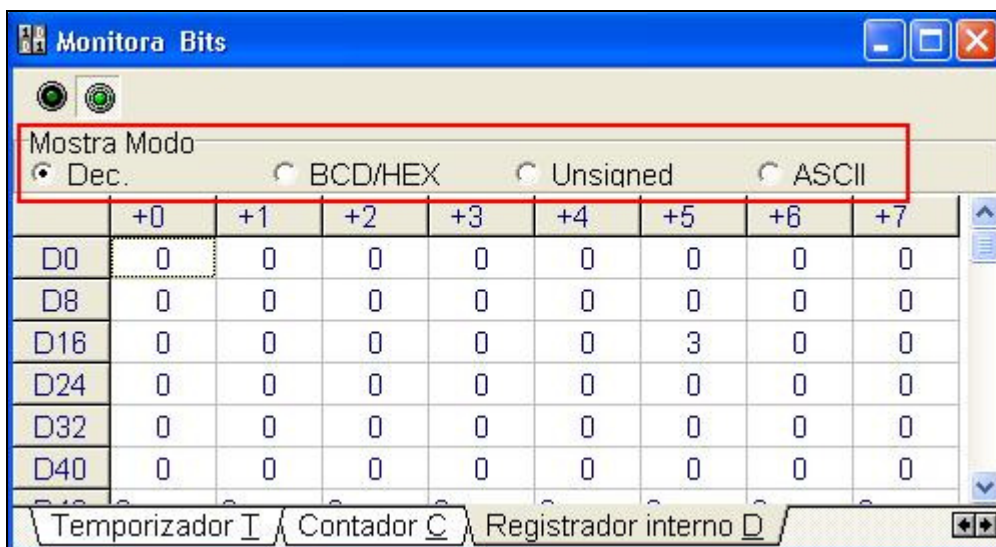 Monitora Bits
Mostra Modo
Dec. BCD/HEX Unsigned ASCII
+0 +1 +2 +3 +4 +5 +6 +7
D0 0 0 0 0 0 0 0 0
D8 0 0 0 0 0 0 0 0
D16 0 0 0 0 0 3 0 0
D24 0 0 0 0 0 0 0 0
D32 0 0 0 0 0 0 0 0
D40 0 0 0 0 0 0 0 0
Temporizador T Contador C Registrador interno D